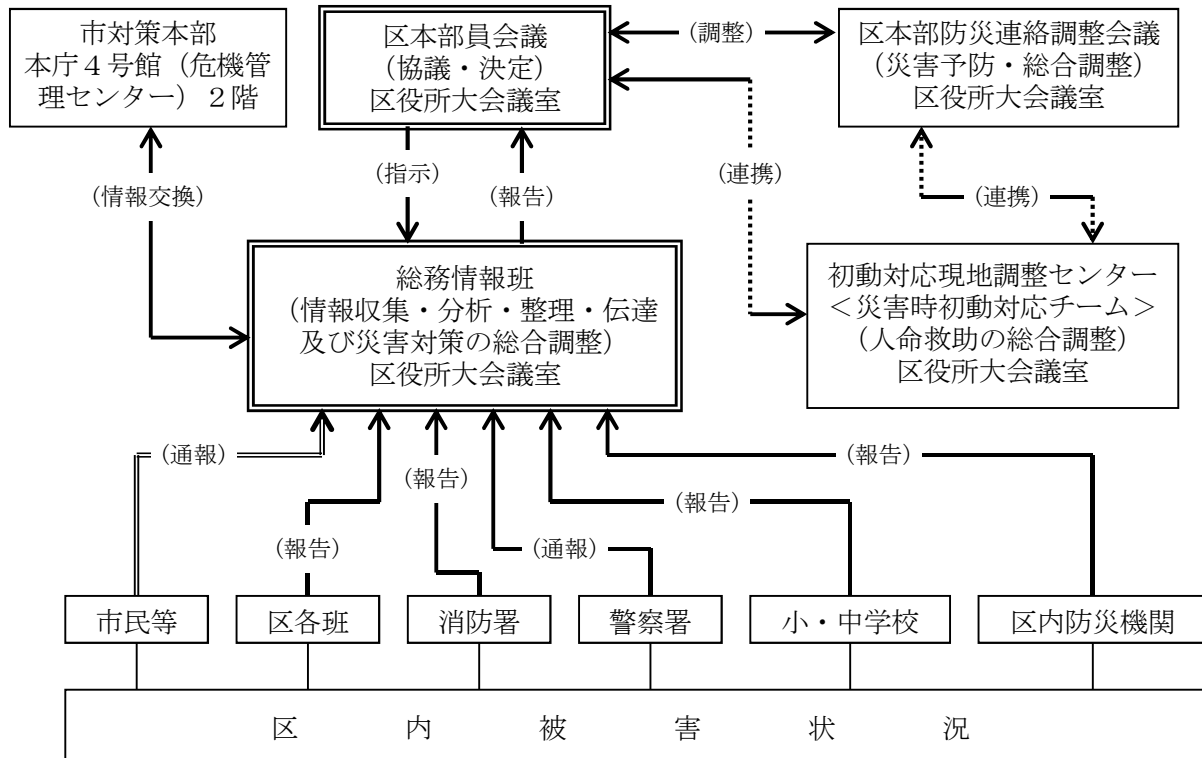 市対策本部
本庁４号館（危機管
理センター）２階
区本部員会議
（協議・決定）
区役所大会議室
（調整）
区本部防災連絡調整会議
（災害予防・総合調整）
区役所大会議室
（情報交換）
（指示）
（報告）
（連携）
（連携）
総務情報班
（情報収集・分析・整理・伝達
及び災害対策の総合調整）
区役所大会議室
初動対応現地調整センター
＜災害時初動対応チーム＞
（人命救助の総合調整）
区役所大会議室
（通報）
（報告）
（報告）
（報告）
（報告）
（通報）
市民等
区各班
消防署
警察署
小・中学校
区内防災機関
区内被害状況